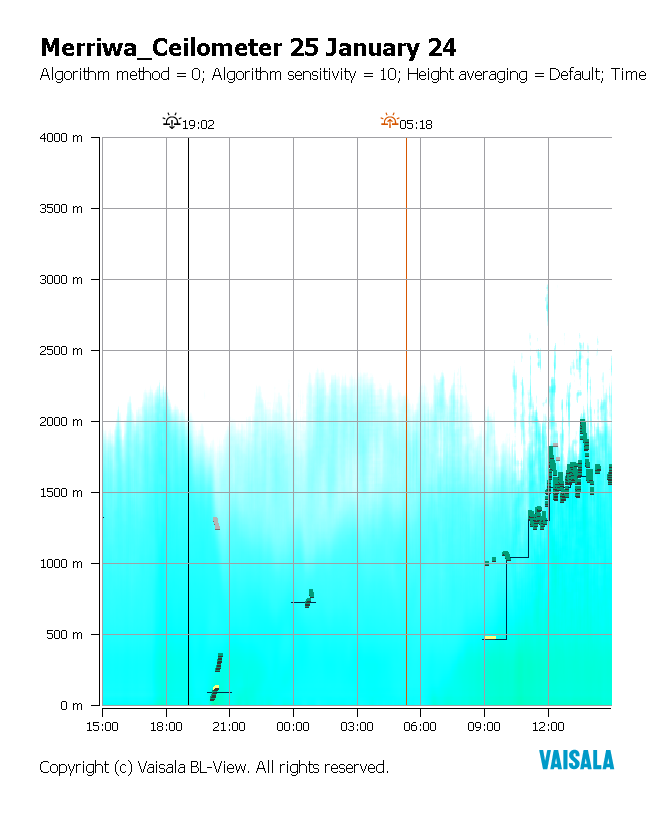 Merriwa_Ceilometer 25 January 24
Algorithm method = 0; Algorithm sensitivity = 10; Height averaging = Default; Time
19:02 05:18
4000 m
3500 m
3000 m
2500 m
2000 m
1500 m
1000 m
500 m
0 m
15:00 18:00 21:00 00:00 03:00 06:00 09:00 12:00
VAISALA
Copyright (c) Vaisala BL-View. All rights reserved.